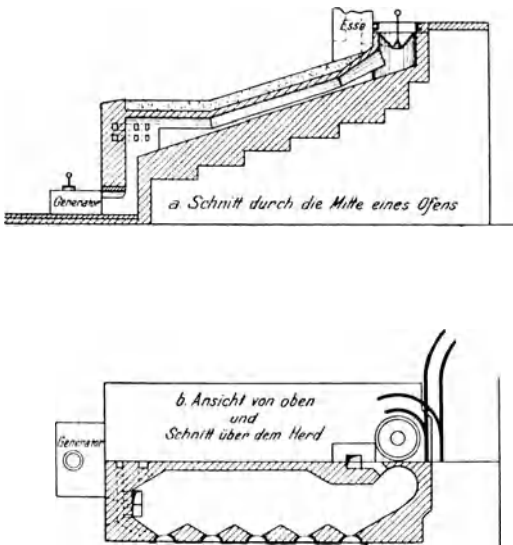 Esse
Generator
a. Schnitt durch die Mitte eines Ofens
b. Ansicht von oben
und
Schnitt über dem Herd
Generator